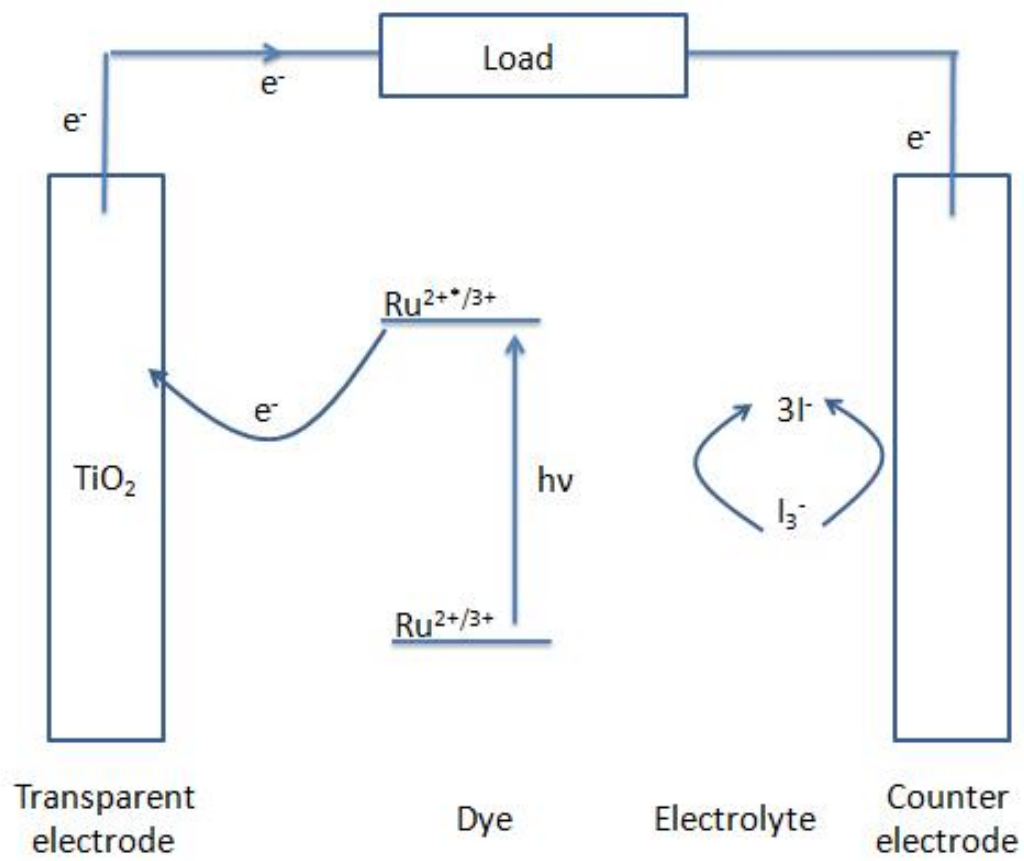 Load
e⁻
e⁻
e⁻
Ru²⁺*/³⁺
e⁻
3I⁻
TiO₂
hν
I₃⁻
Ru²⁺/³⁺
Transparent
electrode
Dye
Electrolyte
Counter
electrode